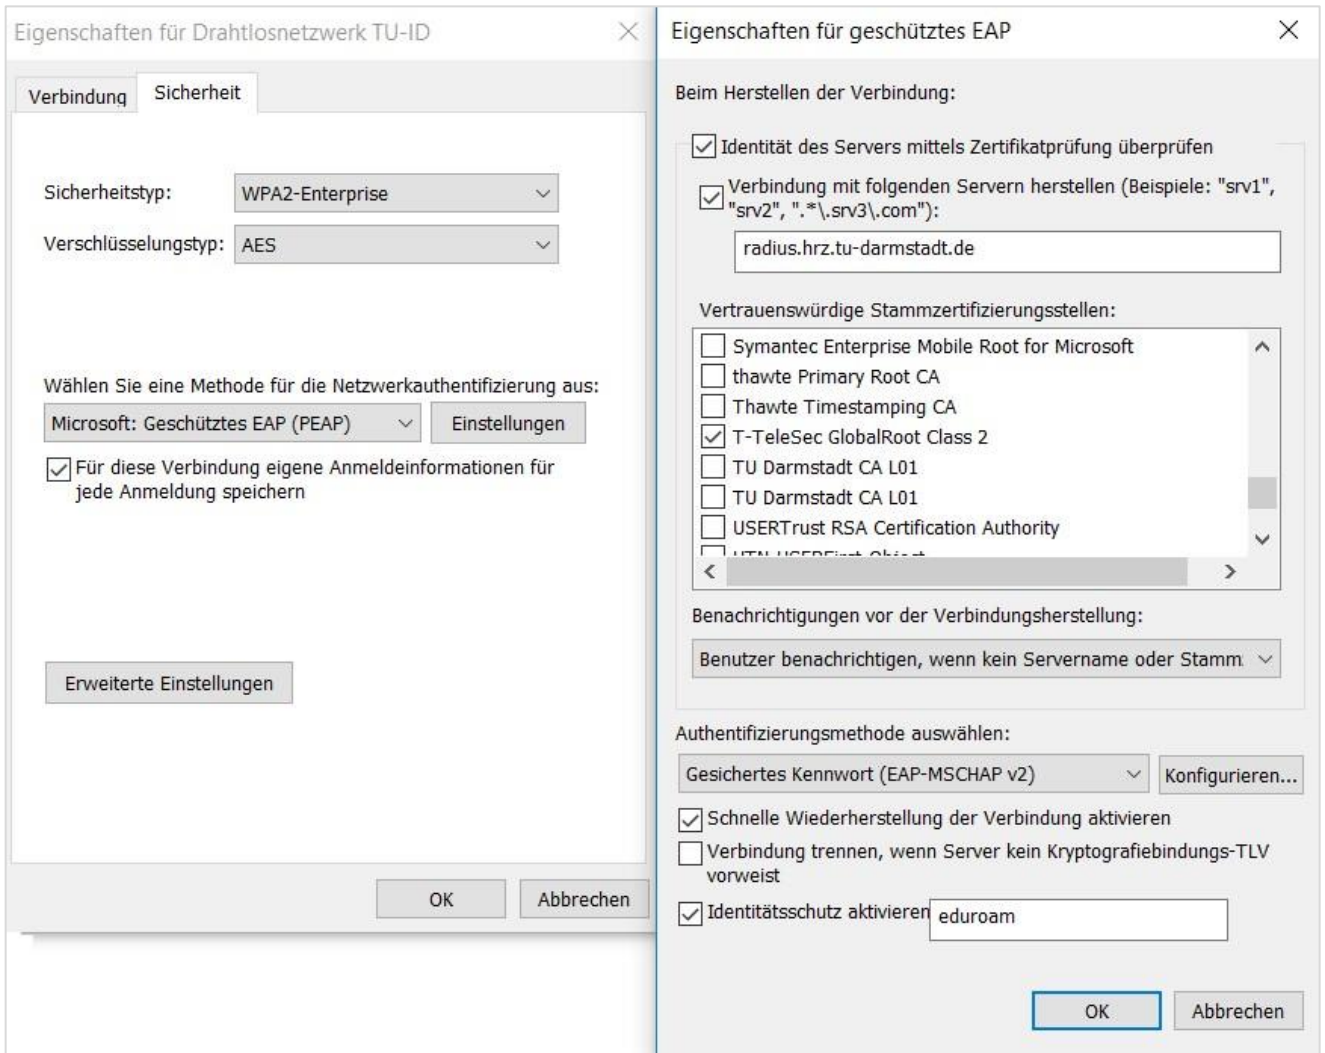 Eigenschaften für Drahtlosnetzwerk TU-ID
Verbindung
Sicherheit
Sicherheitstyp:
WPA2-Enterprise
Verschlüsselungstyp:
AES
Wählen Sie eine Methode für die Netzwerkauthentifizierung aus:
Microsoft: Geschütztes EAP (PEAP)
Einstellungen
Für diese Verbindung eigene Anmeldeinformationen für
jede Anmeldung speichern
Erweiterte Einstellungen
OK
Abbrechen
Eigenschaften für geschütztes EAP
Beim Herstellen der Verbindung:
Identität des Servers mittels Zertifikatprüfung überprüfen
Verbindung mit folgenden Servern herstellen (Beispiele: "srv1",
"srv2", ".*\.srv3\.com"):
radius.hrz.tu-darmstadt.de
Vertrauenswürdige Stammzertifizierungsstellen:
Symantec Enterprise Mobile Root for Microsoft
thawte Primary Root CA
Thawte Timestamping CA
T-TeleSec GlobalRoot Class 2
TU Darmstadt CA L01
TU Darmstadt CA L01
USERTrust RSA Certification Authority
UTN-USERFirst-Object
Benachrichtigungen vor der Verbindungsherstellung:
Benutzer benachrichtigen, wenn kein Servername oder Stamm
Authentifizierungsmethode auswählen:
Gesichertes Kennwort (EAP-MSCHAP v2)
Konfigurieren...
Schnelle Wiederherstellung der Verbindung aktivieren
Verbindung trennen, wenn Server kein Kryptografiebindungs-TLV
vorweist
Identitätsschutz aktivieren
eduroam
OK
Abbrechen